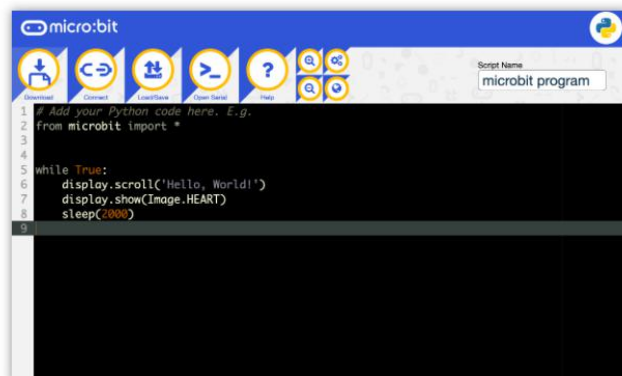 micro:bit
Download
Connect
Load/Save
Open Serial
Help
Script Name
microbit program
1 # Add your Python code here. E.g.
2 from microbit import *
3
4
5 while True:
6     display.scroll('Hello, World!')
7     display.show(Image.HEART)
8     sleep(2000)
9